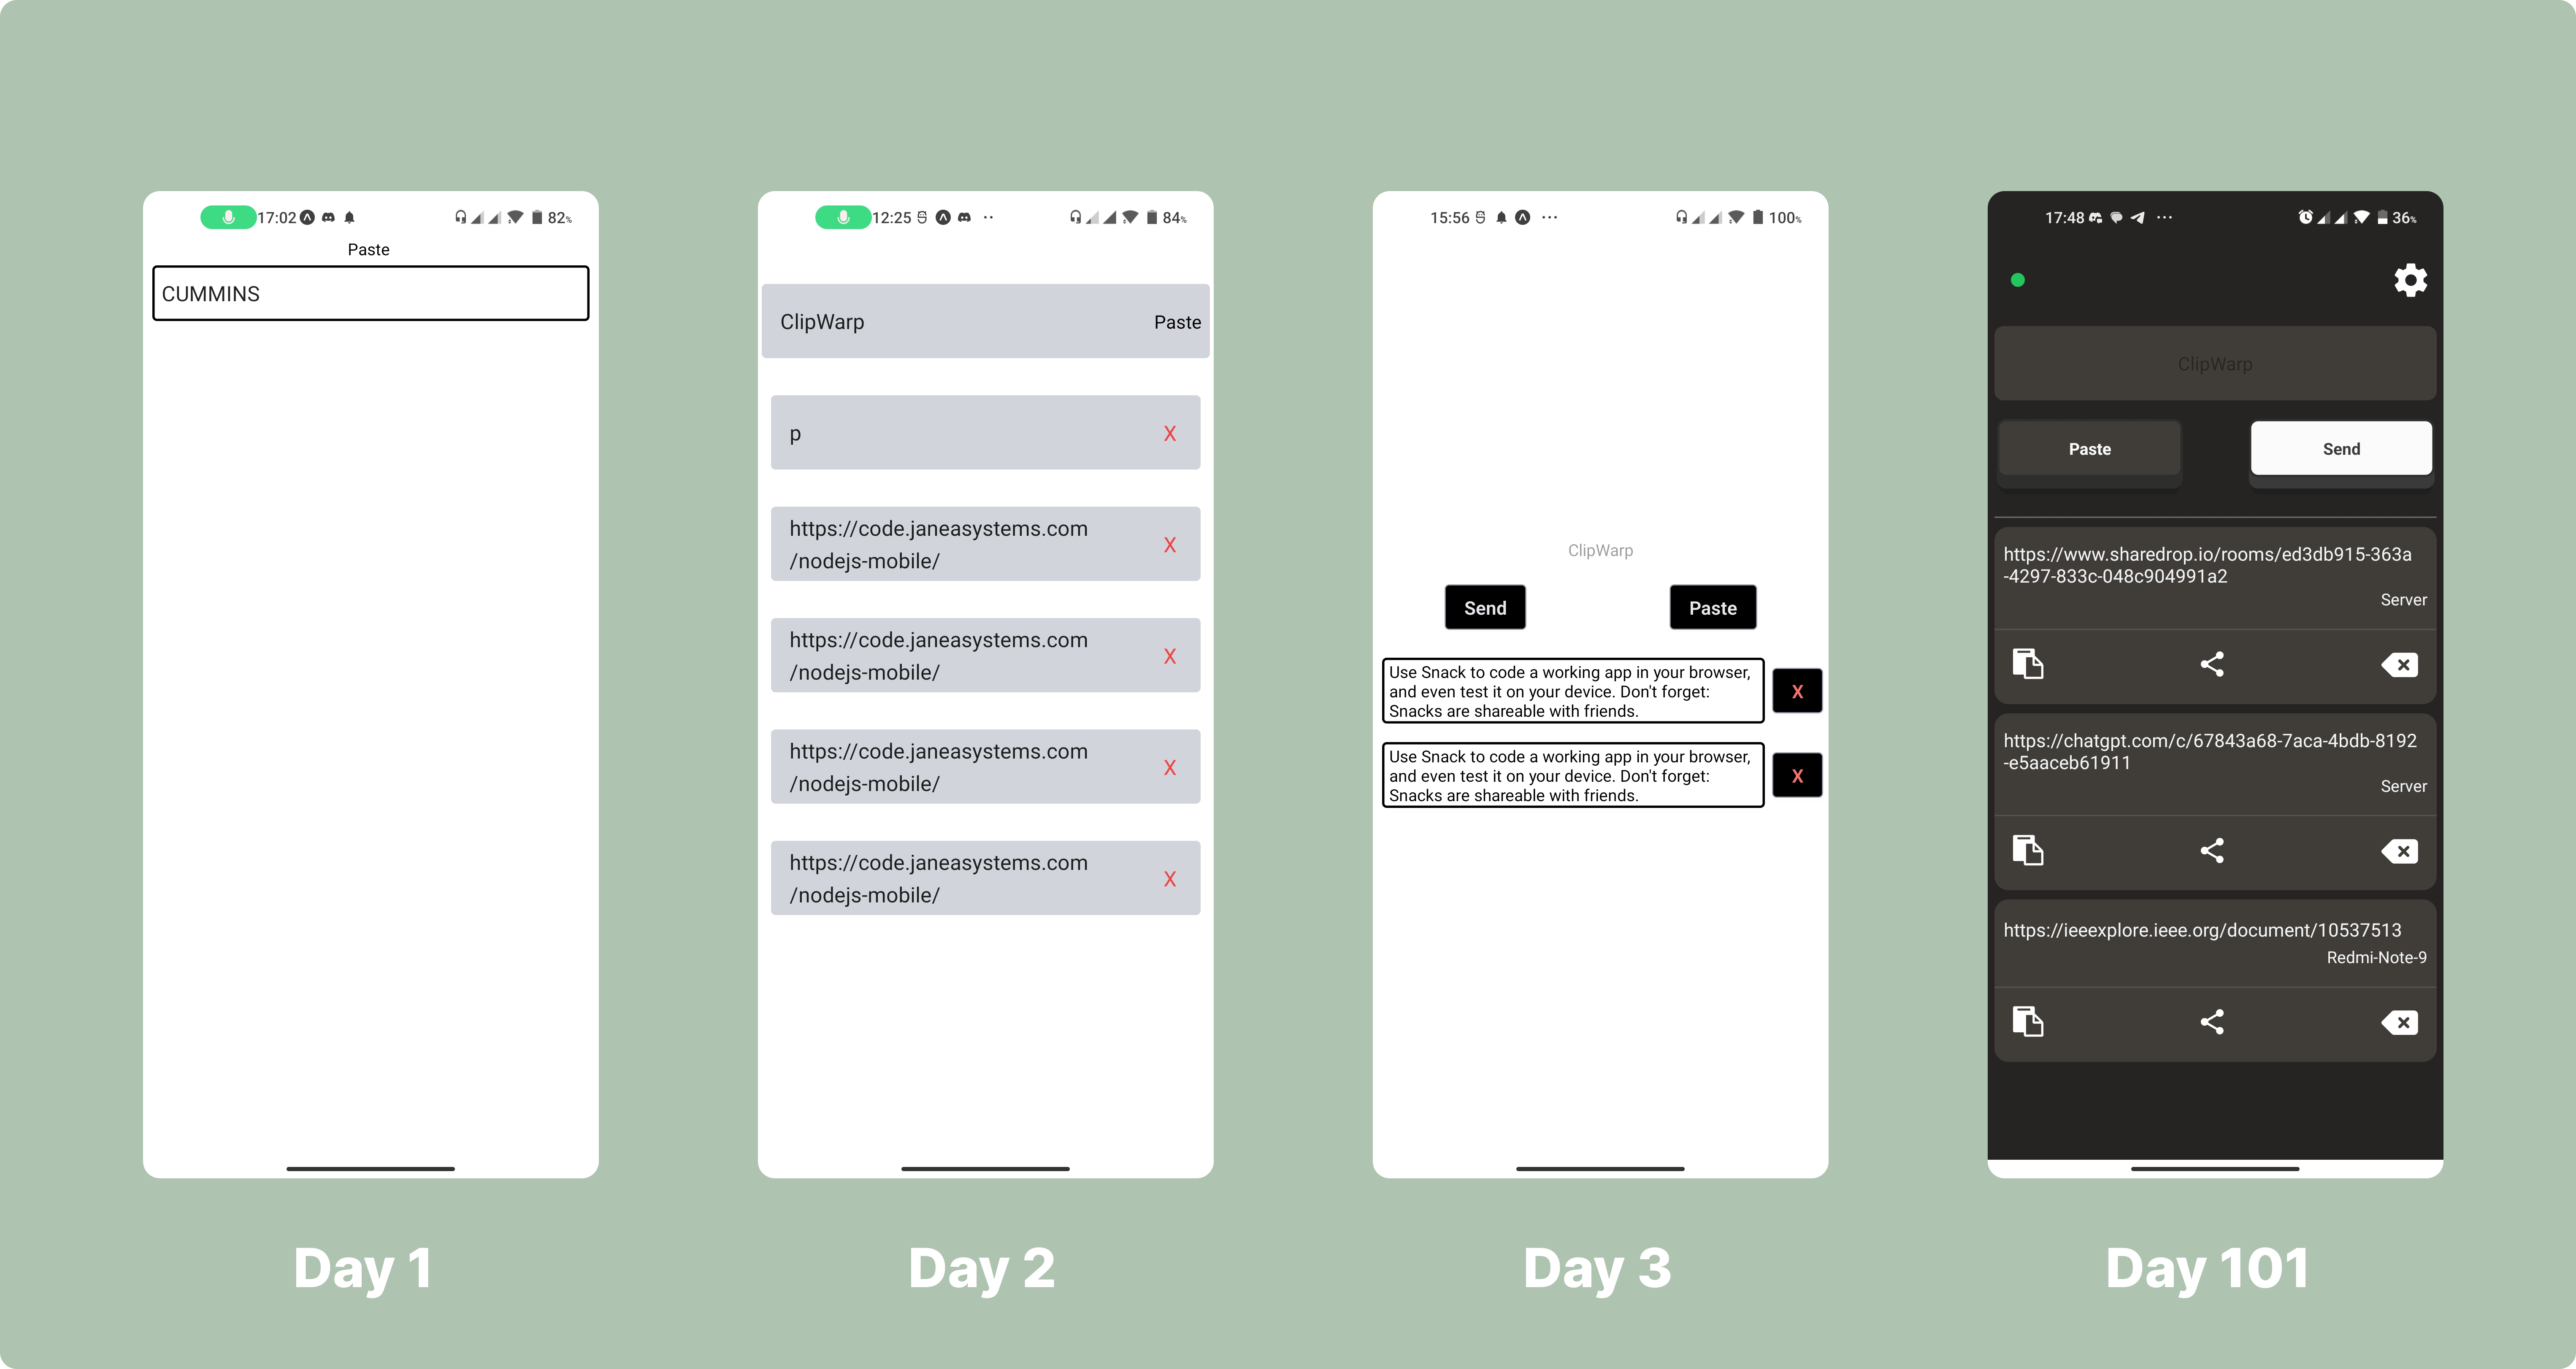 17:02
82%
Paste
CUMMINS
Day 1
12:25
84%
ClipWarp
Paste
p
X
https://code.janeasystems.com
/nodejs-mobile/
X
https://code.janeasystems.com
/nodejs-mobile/
X
https://code.janeasystems.com
/nodejs-mobile/
X
https://code.janeasystems.com
/nodejs-mobile/
X
Day 2
15:56
100%
ClipWarp
Send
Paste
Use Snack to code a working app in your browser,
and even test it on your device. Don't forget:
Snacks are shareable with friends.
X
Use Snack to code a working app in your browser,
and even test it on your device. Don't forget:
Snacks are shareable with friends.
X
Day 3
17:48
36%
ClipWarp
Paste
Send
https://www.sharedrop.io/rooms/ed3db915-363a
-4297-833c-048c904991a2
Server
https://chatgpt.com/c/67843a68-7aca-4bdb-8192
-e5aaceb61911
Server
https://ieeexplore.ieee.org/document/10537513
Redmi-Note-9
Day 101